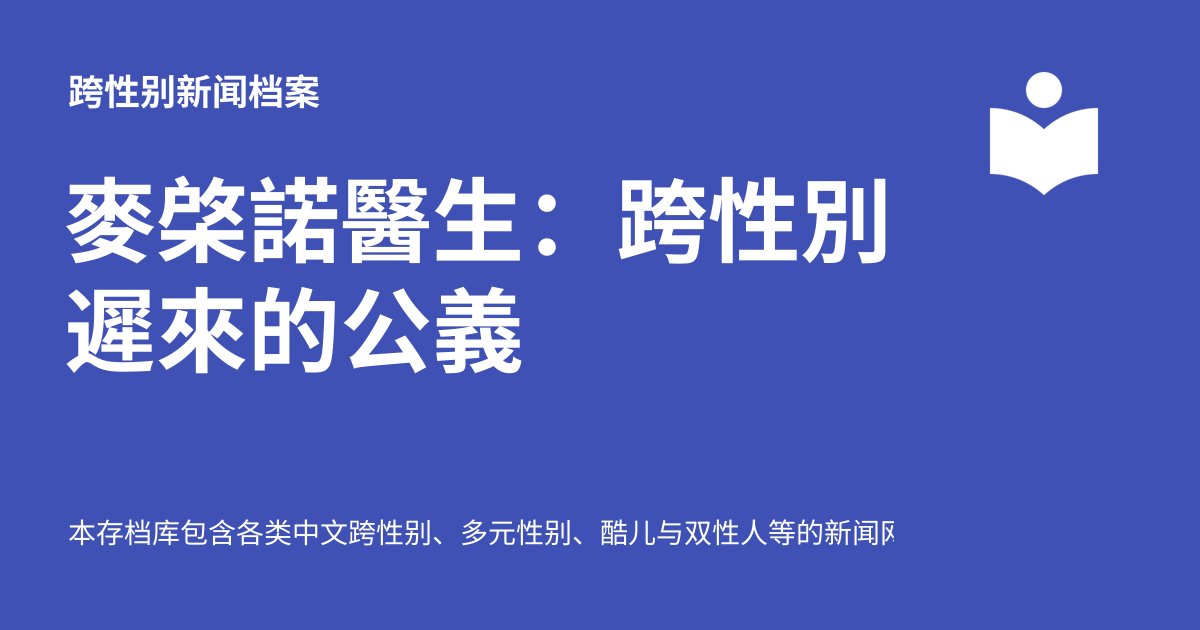 跨性别新闻档案
麥棨諾醫生：跨性別
遲來的公義
本存档库包含各类中文跨性别、多元性别、酷儿与双性人等的新闻